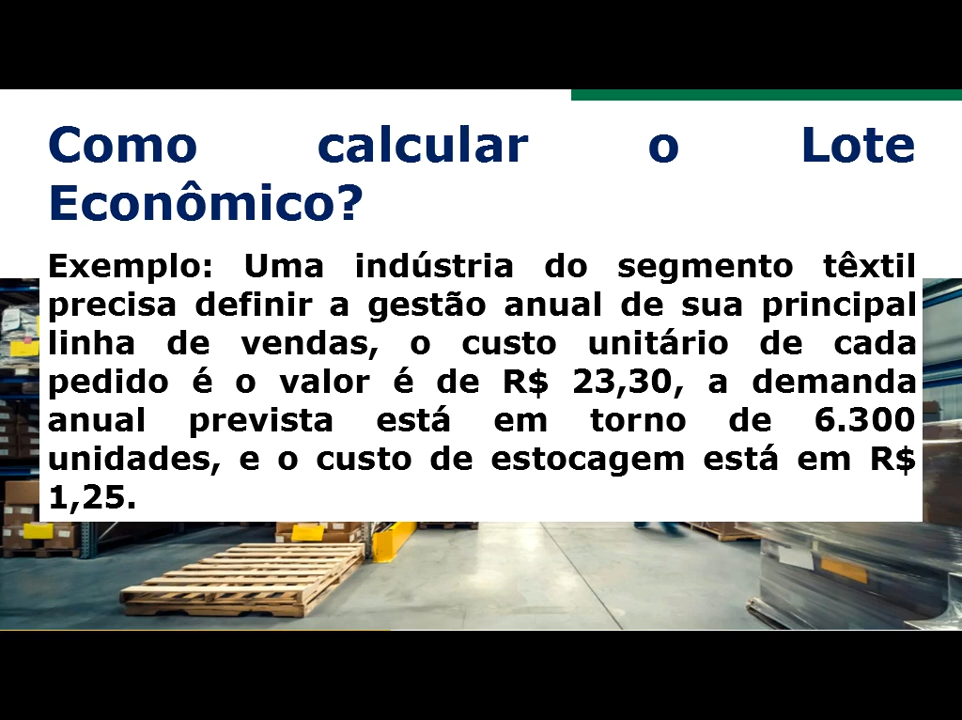 Como calcular o Lote
Econômico?
Exemplo: Uma indústria do segmento têxtil
precisa definir a gestão anual de sua principal
linha de vendas, o custo unitário de cada
pedido é o valor é de R$ 23,30, a demanda
anual prevista está em torno de 6.300
unidades, e o custo de estocagem está em R$
1,25.